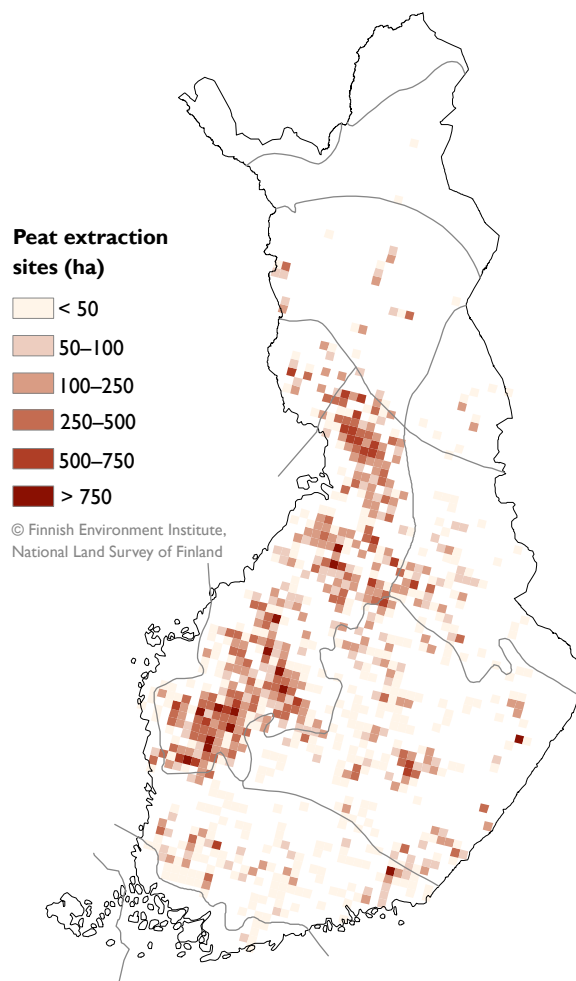 Peat extraction
sites (ha)
< 50
50–100
100–250
250–500
500–750
> 750
© Finnish Environment Institute,
National Land Survey of Finland